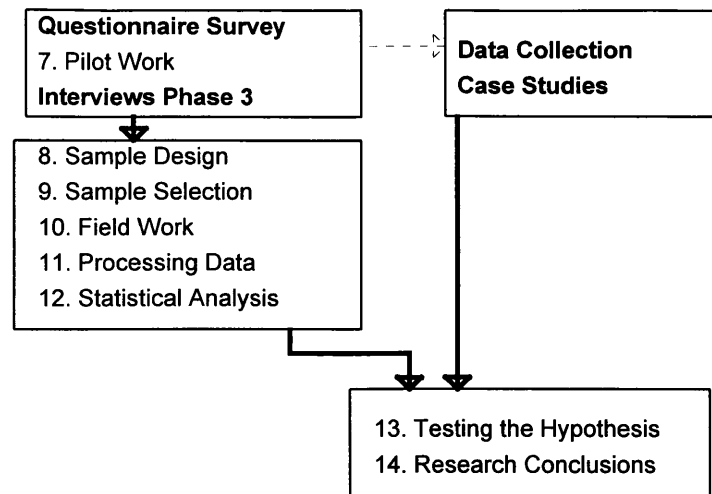 Questionnaire Survey
7. Pilot Work
Interviews Phase 3
Data Collection
Case Studies
8. Sample Design
9. Sample Selection
10. Field Work
11. Processing Data
12. Statistical Analysis
13. Testing the Hypothesis
14. Research Conclusions